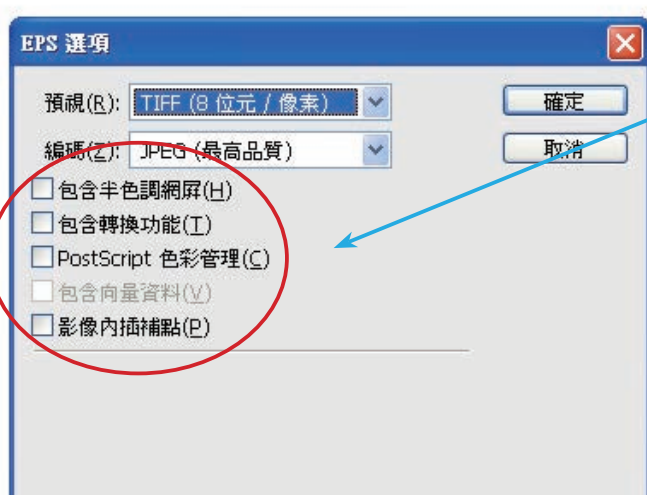 EPS 選項
預視(R): TIFF (8 位元 / 像素) 確定
編碼(Z): JPEG (最高品質) 取消
包含半色調網屏(H)
包含轉換功能(T)
PostScript 色彩管理(C)
包含向量資料(V)
影像內插補點(P)